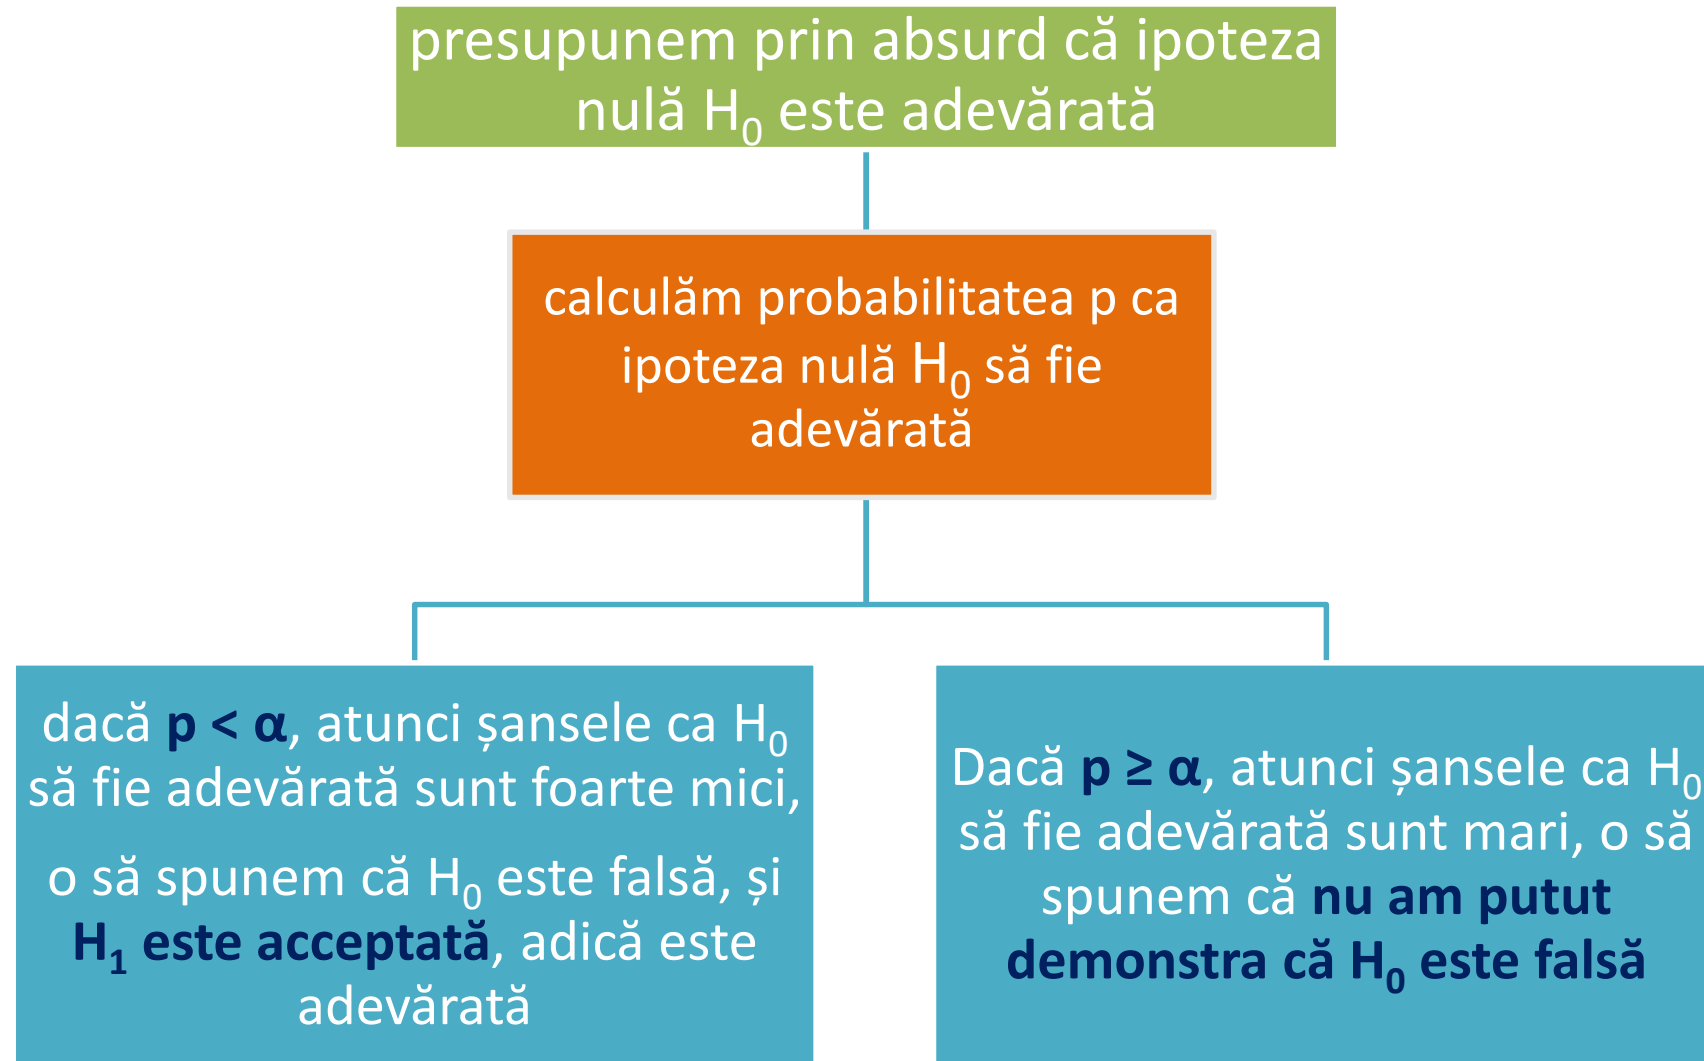 presupunem prin absurd că ipoteza
nulă H₀ este adevărată
calculăm probabilitatea p ca
ipoteza nulă H₀ să fie
adevărată
dacă p < α, atunci șansele ca H₀
să fie adevărată sunt foarte mici,
o să spunem că H₀ este falsă, și
H₁ este acceptată, adică este
adevărată
Dacă p ≥ α, atunci șansele ca H₀
să fie adevărată sunt mari, o să
spunem că nu am putut
demonstra că H₀ este falsă